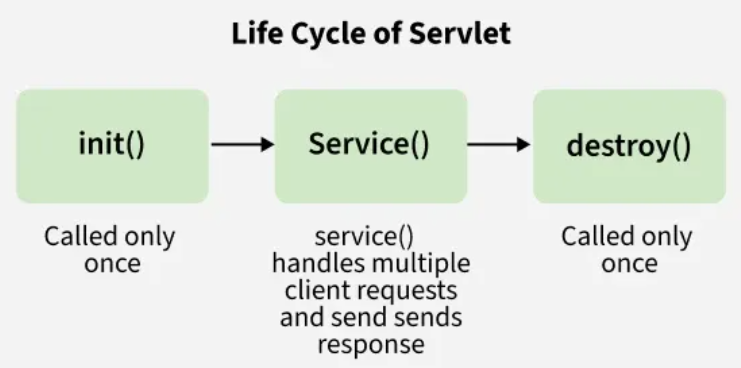 Life Cycle of Servlet
init()
Service()
destroy()
Called only
once
service()
handles multiple
client requests
and send sends
response
Called only
once